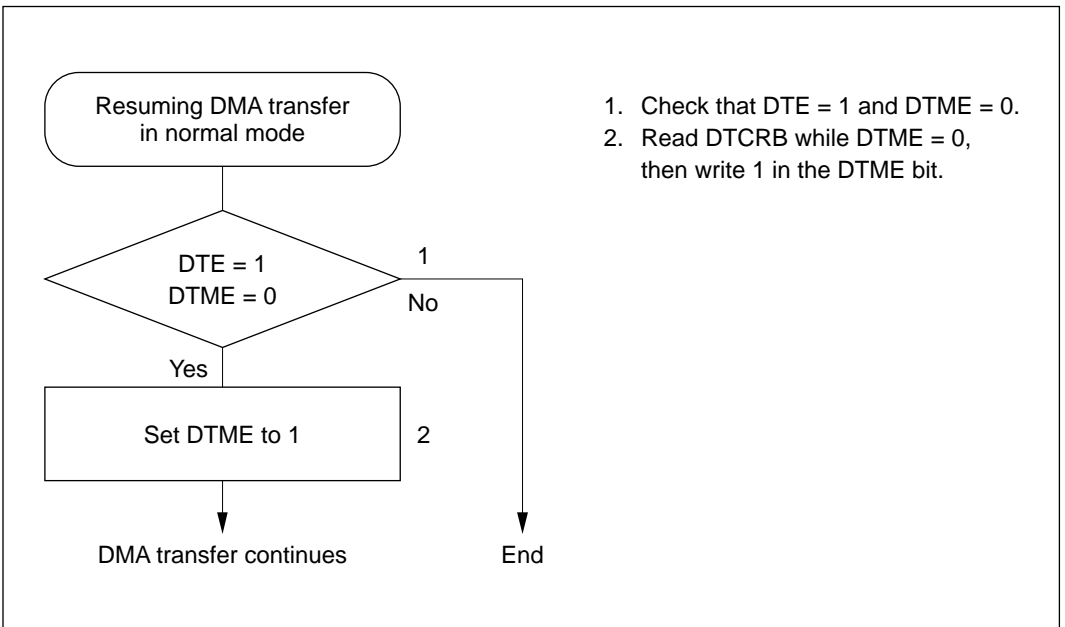 Resuming DMA transfer
in normal mode
DTE = 1
DTME = 0
1
No
Yes
Set DTME to 1
2
DMA transfer continues
End
1. Check that DTE = 1 and DTME = 0.
2. Read DTCRB while DTME = 0,
then write 1 in the DTME bit.